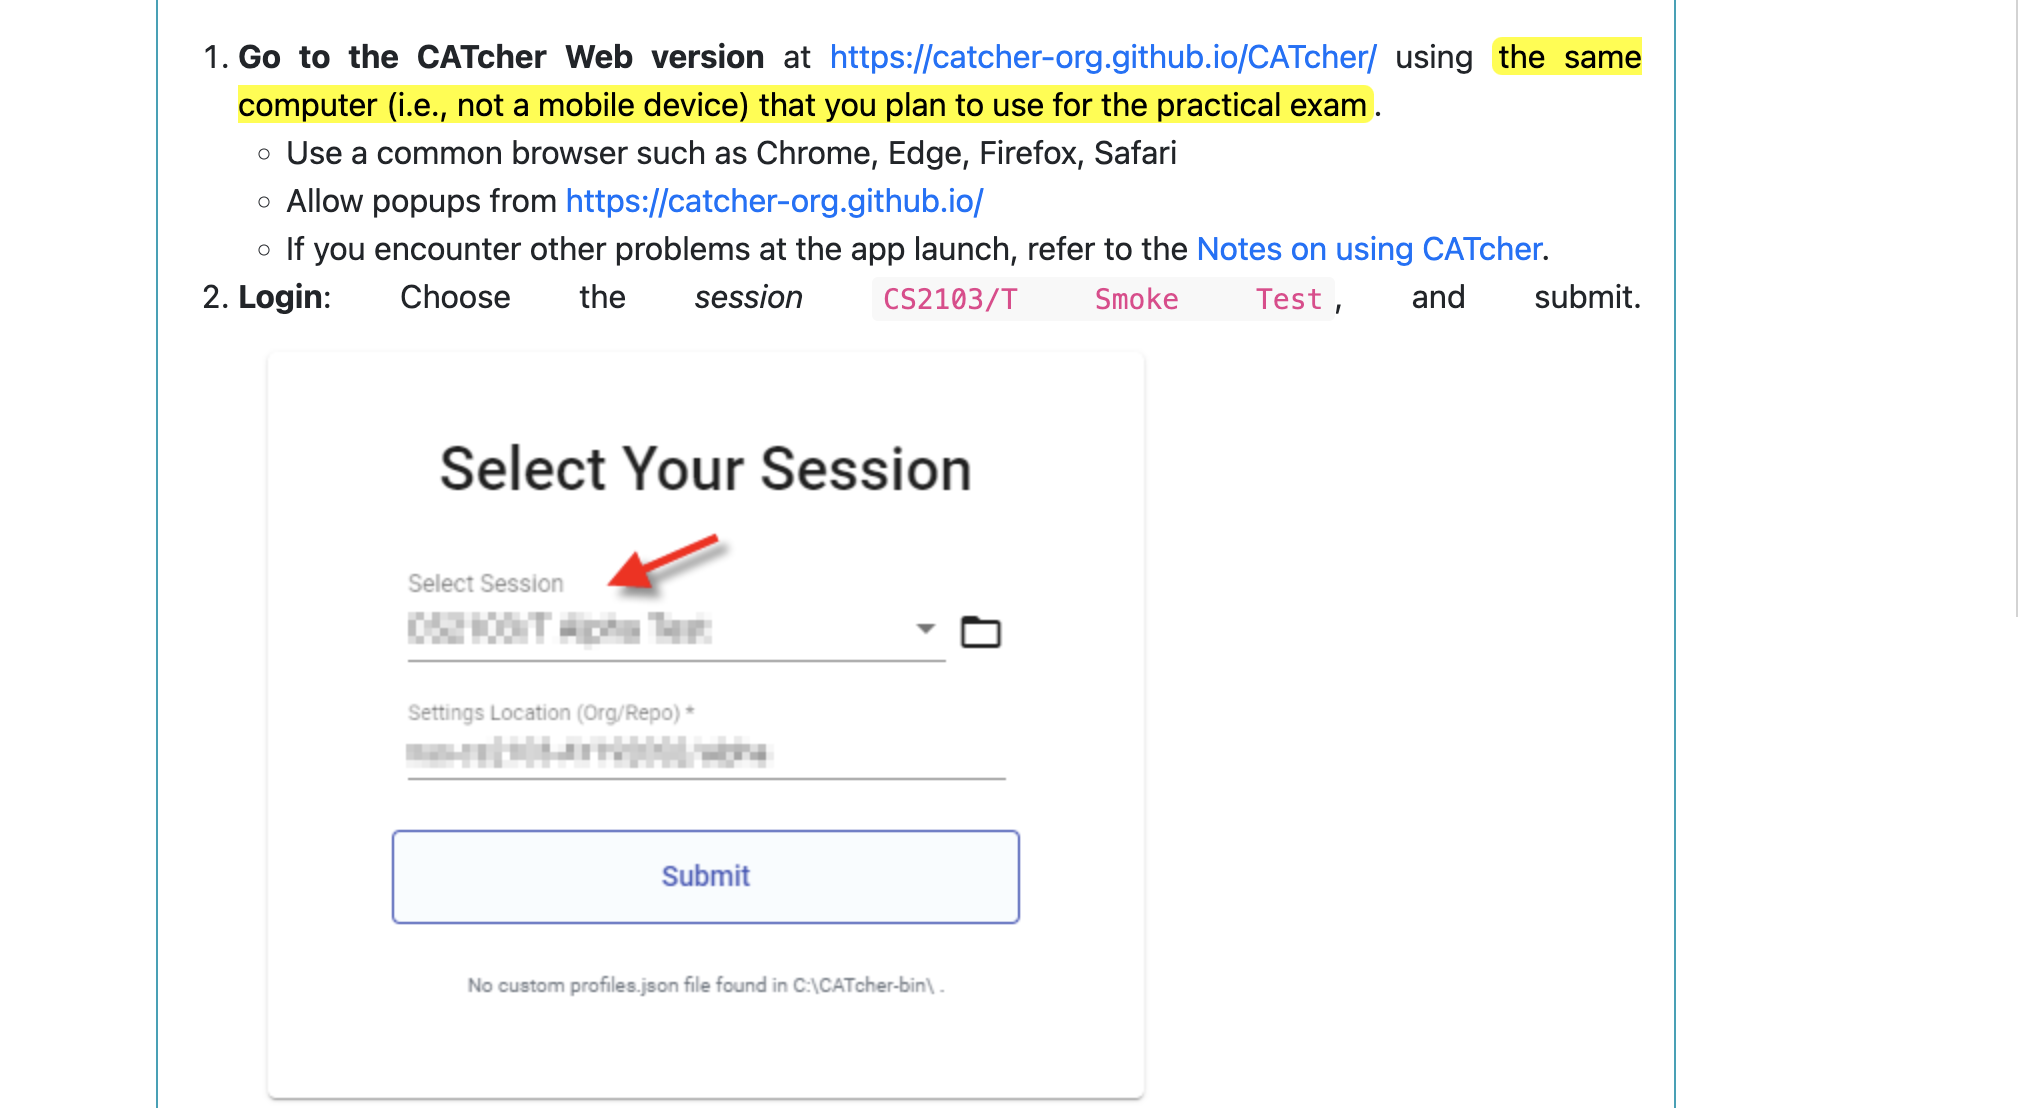 1. Go to the CATcher Web version at https://catcher-org.github.io/CATcher/ using the same
computer (i.e., not a mobile device) that you plan to use for the practical exam.
○ Use a common browser such as Chrome, Edge, Firefox, Safari
○ Allow popups from https://catcher-org.github.io/
○ If you encounter other problems at the app launch, refer to the Notes on using CATcher.
2. Login: Choose the session CS2103/T Smoke Test, and submit.
Select Your Session
Select Session
Settings Location (Org/Repo) *
Submit
No custom profiles.json file found in C:\CATcher-bin\ .